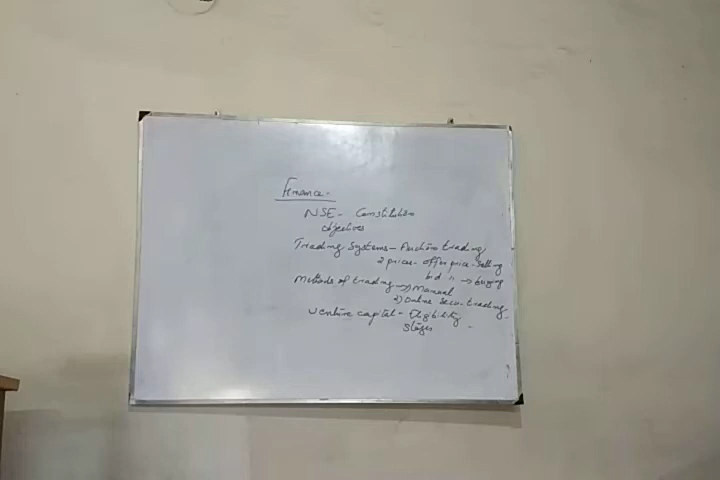 Finance -
NSE - Constitution
objectives
Trading Systems - Auction trading
2 prices - offer price - selling
bid " -> buying
Methods of trading -> 1) Manual
2) Online Secu. trading.
Venture capital - Eligibility
Stages -